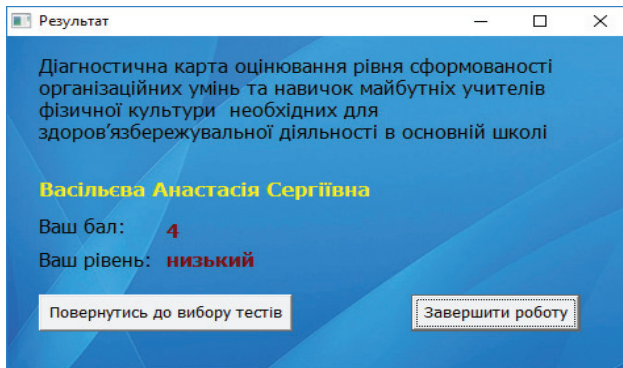 Результат
Діагностична карта оцінювання рівня сформованості
організаційних умінь та навичок майбутніх учителів
фізичної культури необхідних для
здоров'язбережувальної діяльності в основній школі
Васільєва Анастасія Сергіївна
Ваш бал: 4
Ваш рівень: низький
Повернутись до вибору тестів
Завершити роботу